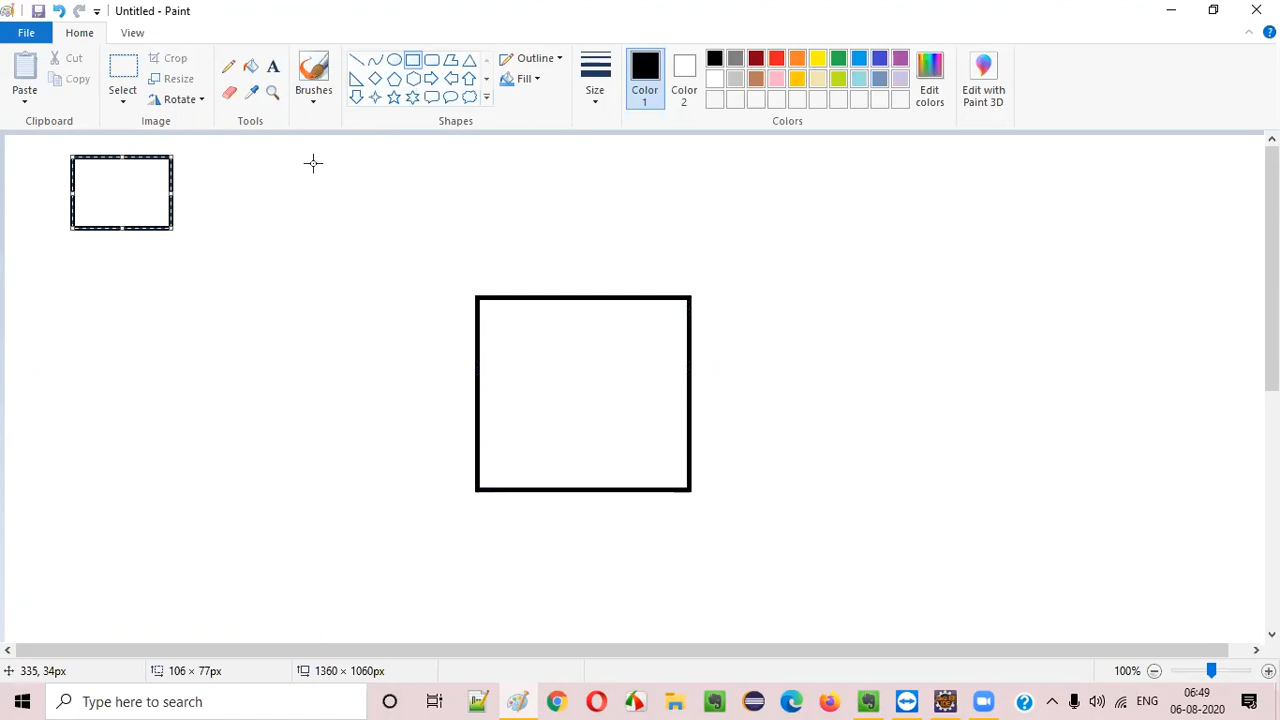 Untitled - Paint
File
Home
View
Paste
Cut
Copy
Clipboard
Select
Crop
Resize
Rotate
Image
A
Tools
Brushes
Shapes
Outline
Fill
Size
Color
1
Color
2
Edit
colors
Colors
Edit with
Paint 3D
335, 34px
106 × 77px
1360 × 1060px
100%
Type here to search
ENG
06:49
06-08-2020